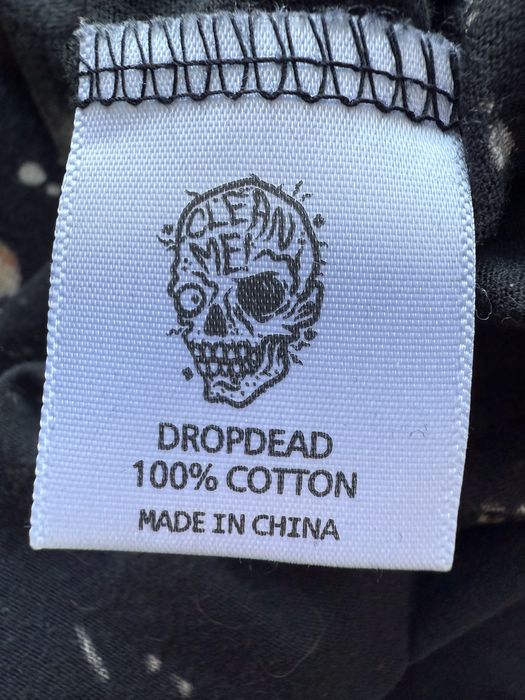 CLEAN
ME!
DROPDEAD
100% COTTON
MADE IN CHINA